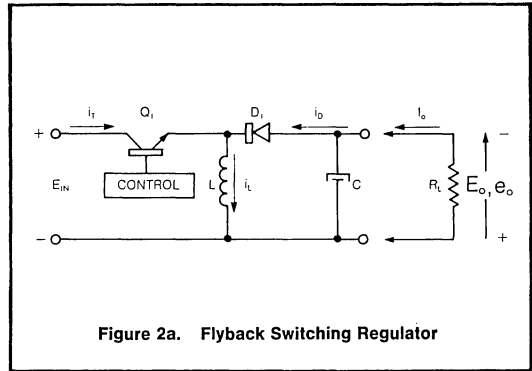 i_T Q_1 D_1 i_D I_o
+ −
E_IN CONTROL L i_L C R_L E_o, e_o
− +
Figure 2a. Flyback Switching Regulator